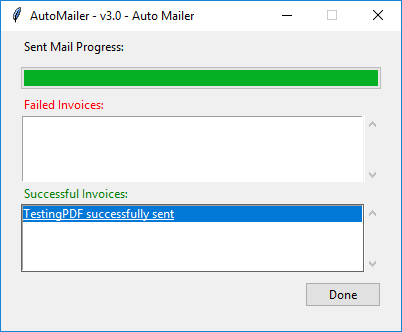 AutoMailer - v3.0 - Auto Mailer
Sent Mail Progress:
Failed Invoices:
Successful Invoices:
TestingPDF successfully sent
Done